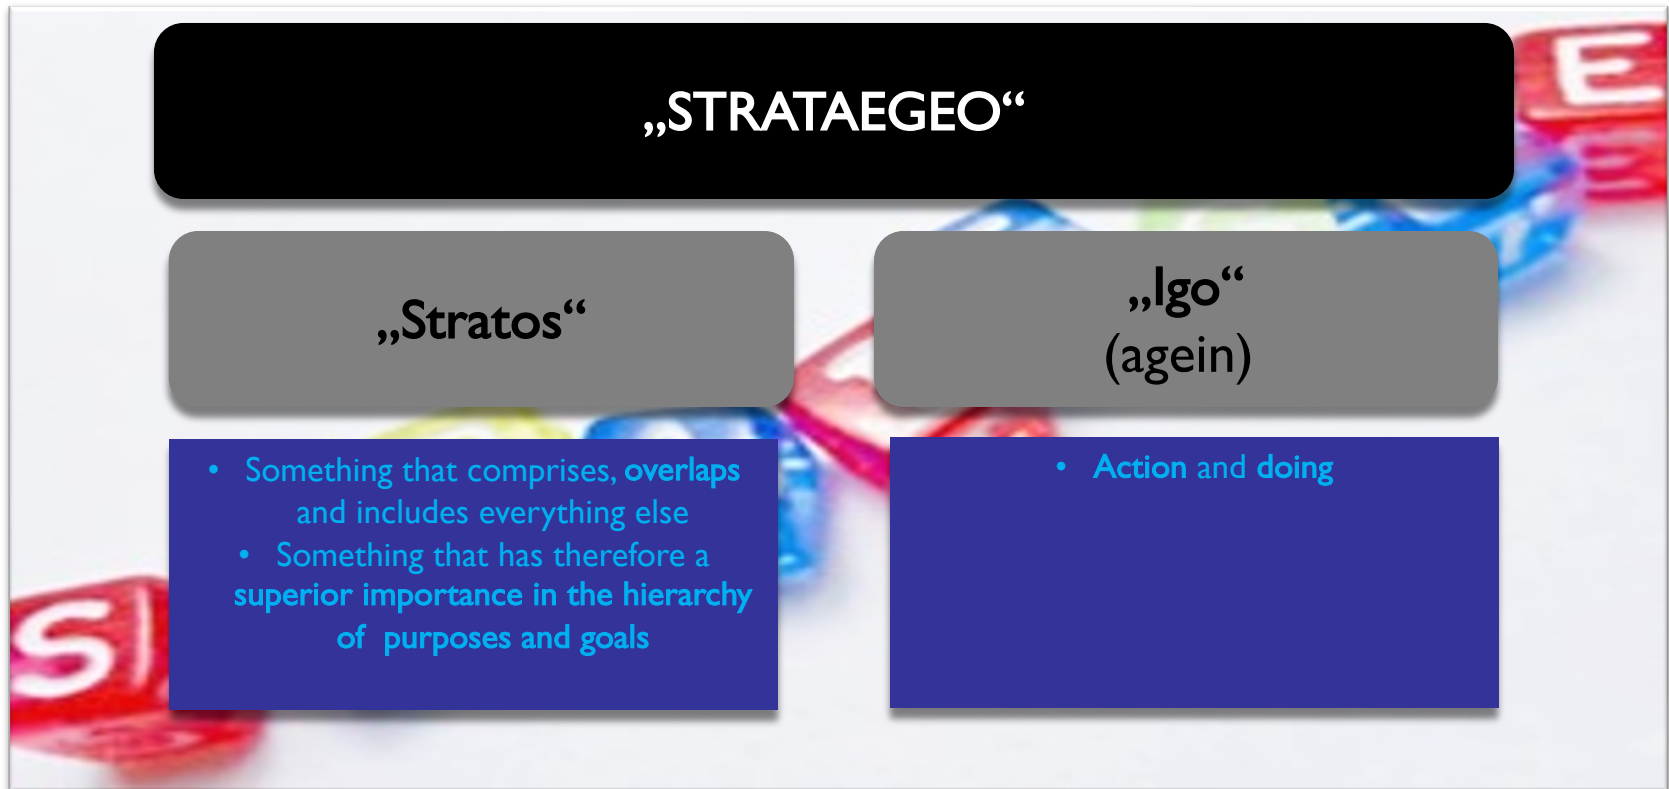 „STRATAEGEO“
„Stratos“
„Igo“
(agein)
• Something that comprises, overlaps
and includes everything else
• Something that has therefore a
superior importance in the hierarchy
of purposes and goals
• Action and doing
S
E